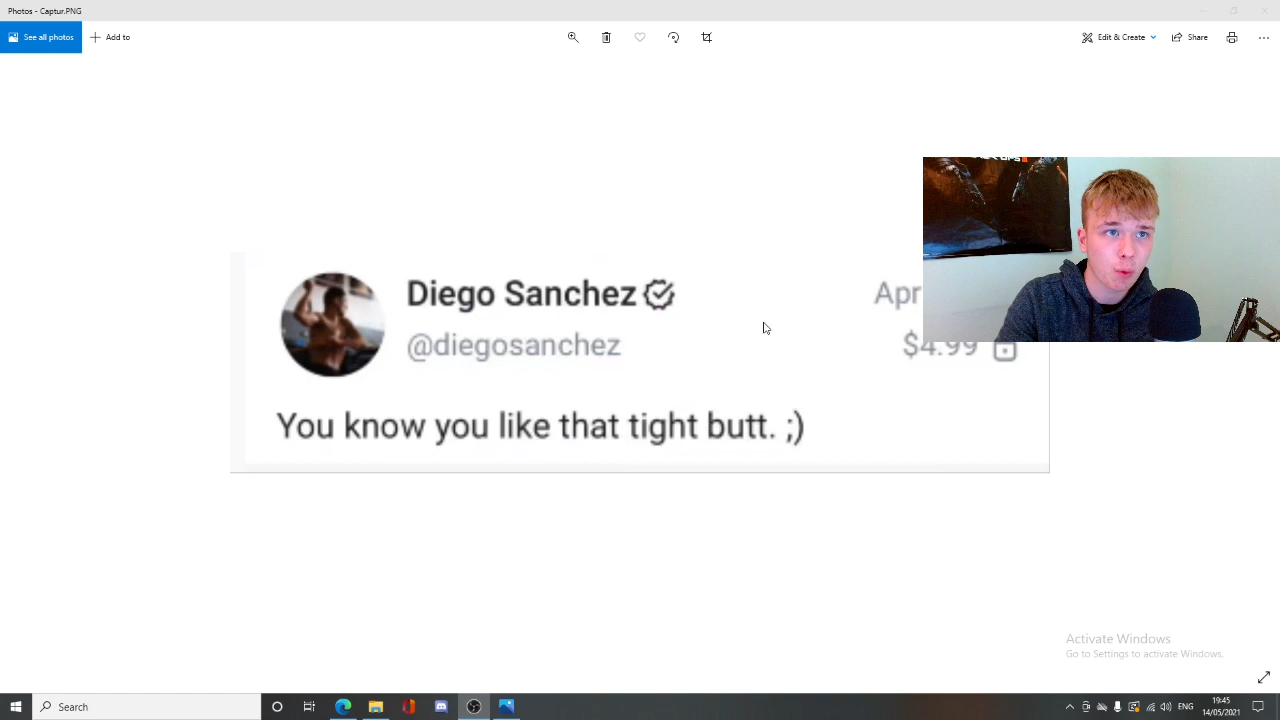 Photos - Captur.PNG
See all photos
Add to
Edit & Create
Share
Diego Sanchez
Apr
@diegosanchez
$4.99
You know you like that tight butt. ;)
Activate Windows
Go to Settings to activate Windows.
Search
ENG
19:45
14/05/2021